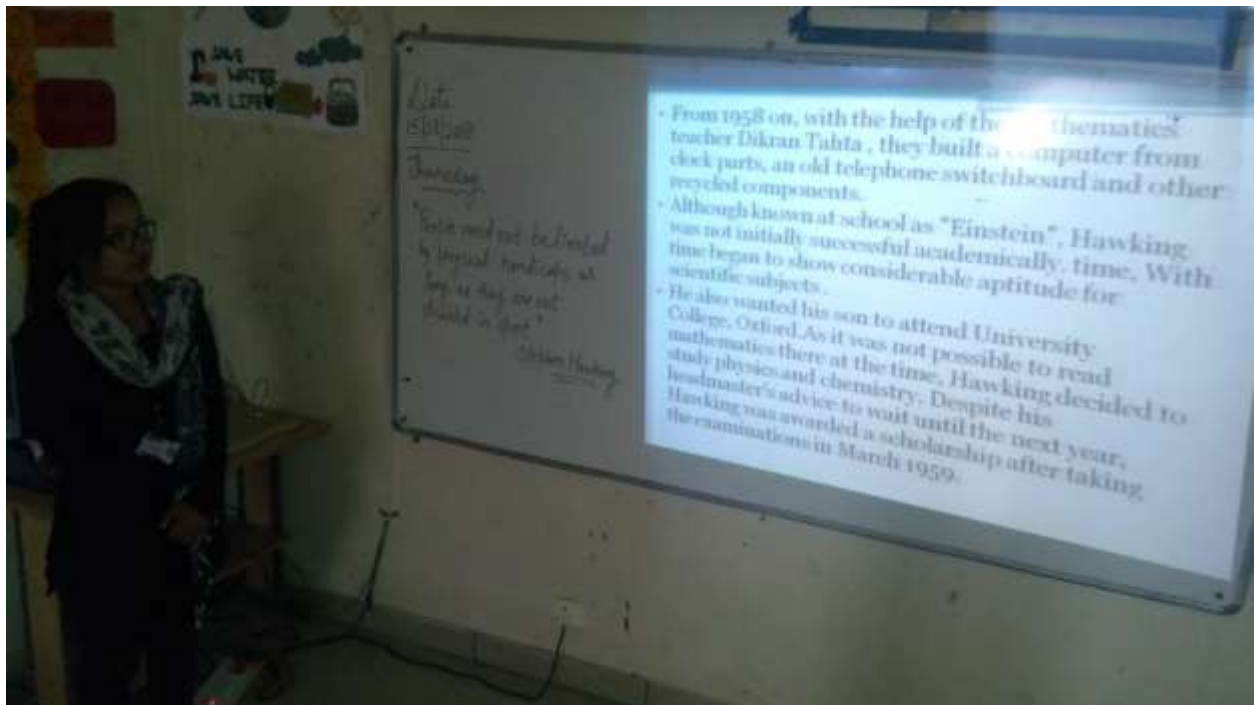 SAVE
WATER
SAVE LIFE
Date
Thursday
"People need not be limited
by physical handicaps as
long as they are not
disabled in spirit"
Stephen Hawking
• From 1958 on, with the help of the thematics
teacher Dikran Tahta , they built a computer from
clock parts, an old telephone switchboard and other
recycled components.
• Although known at school as "Einstein", Hawking
was not initially successful academically. time, With
time began to show considerable aptitude for
scientific subjects .
• He also wanted his son to attend University
College, Oxford.As it was not possible to read
mathematics there at the time, Hawking decided to
study physics and chemistry. Despite his
headmaster's advice to wait until the next year,
Hawking was awarded a scholarship after taking
the examinations in March 1959.